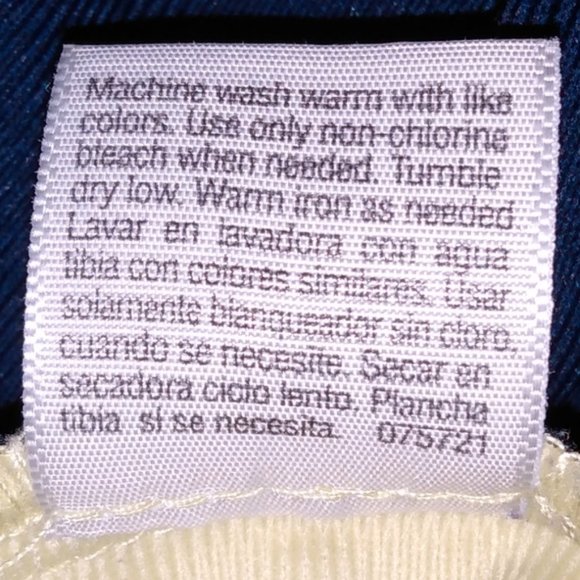 Machine wash warm with like
colors. Use only non-chlorine
bleach when needed. Tumble
dry low. Warm iron as needed
Lavar en lavadora con agua
tibia con colores similares. Usar
solamente blanqueador sin cloro,
cuando se necesite. Secar en
secadora ciclo lento. Plancha
tibia si se necesita. 075721